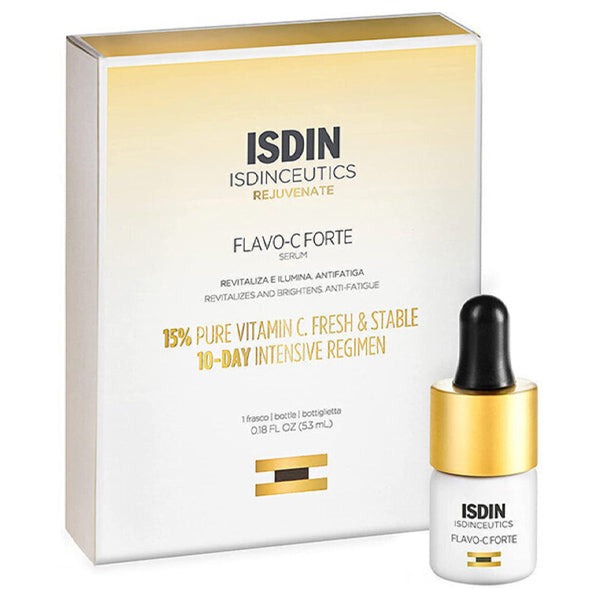 ISDIN
ISDINCEUTICS
REJUVENATE
FLAVO-C FORTE
SERUM
REVITALIZA E ILUMINA. ANTIFATIGA
REVITALIZES AND BRIGHTENS. ANTI-FATIGUE
15% PURE VITAMIN C. FRESH & STABLE
10-DAY INTENSIVE REGIMEN
1 frasco | bottle | bottiglietta
0.18 FL OZ (5.3 mL)
ISDIN
ISDINCEUTICS
FLAVO-C FORTE